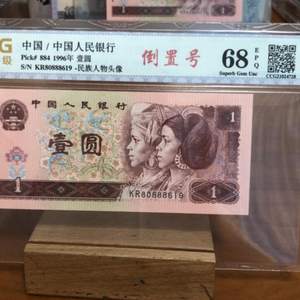 G
级
中国/中国人民银行
Pick# 884 1996年 壹圆
S/N KR80888619 -民族人物头像
倒置号
68
EPQ
Superb Gem Unc
中国人民银行
1
壹圆
1
KR80888619